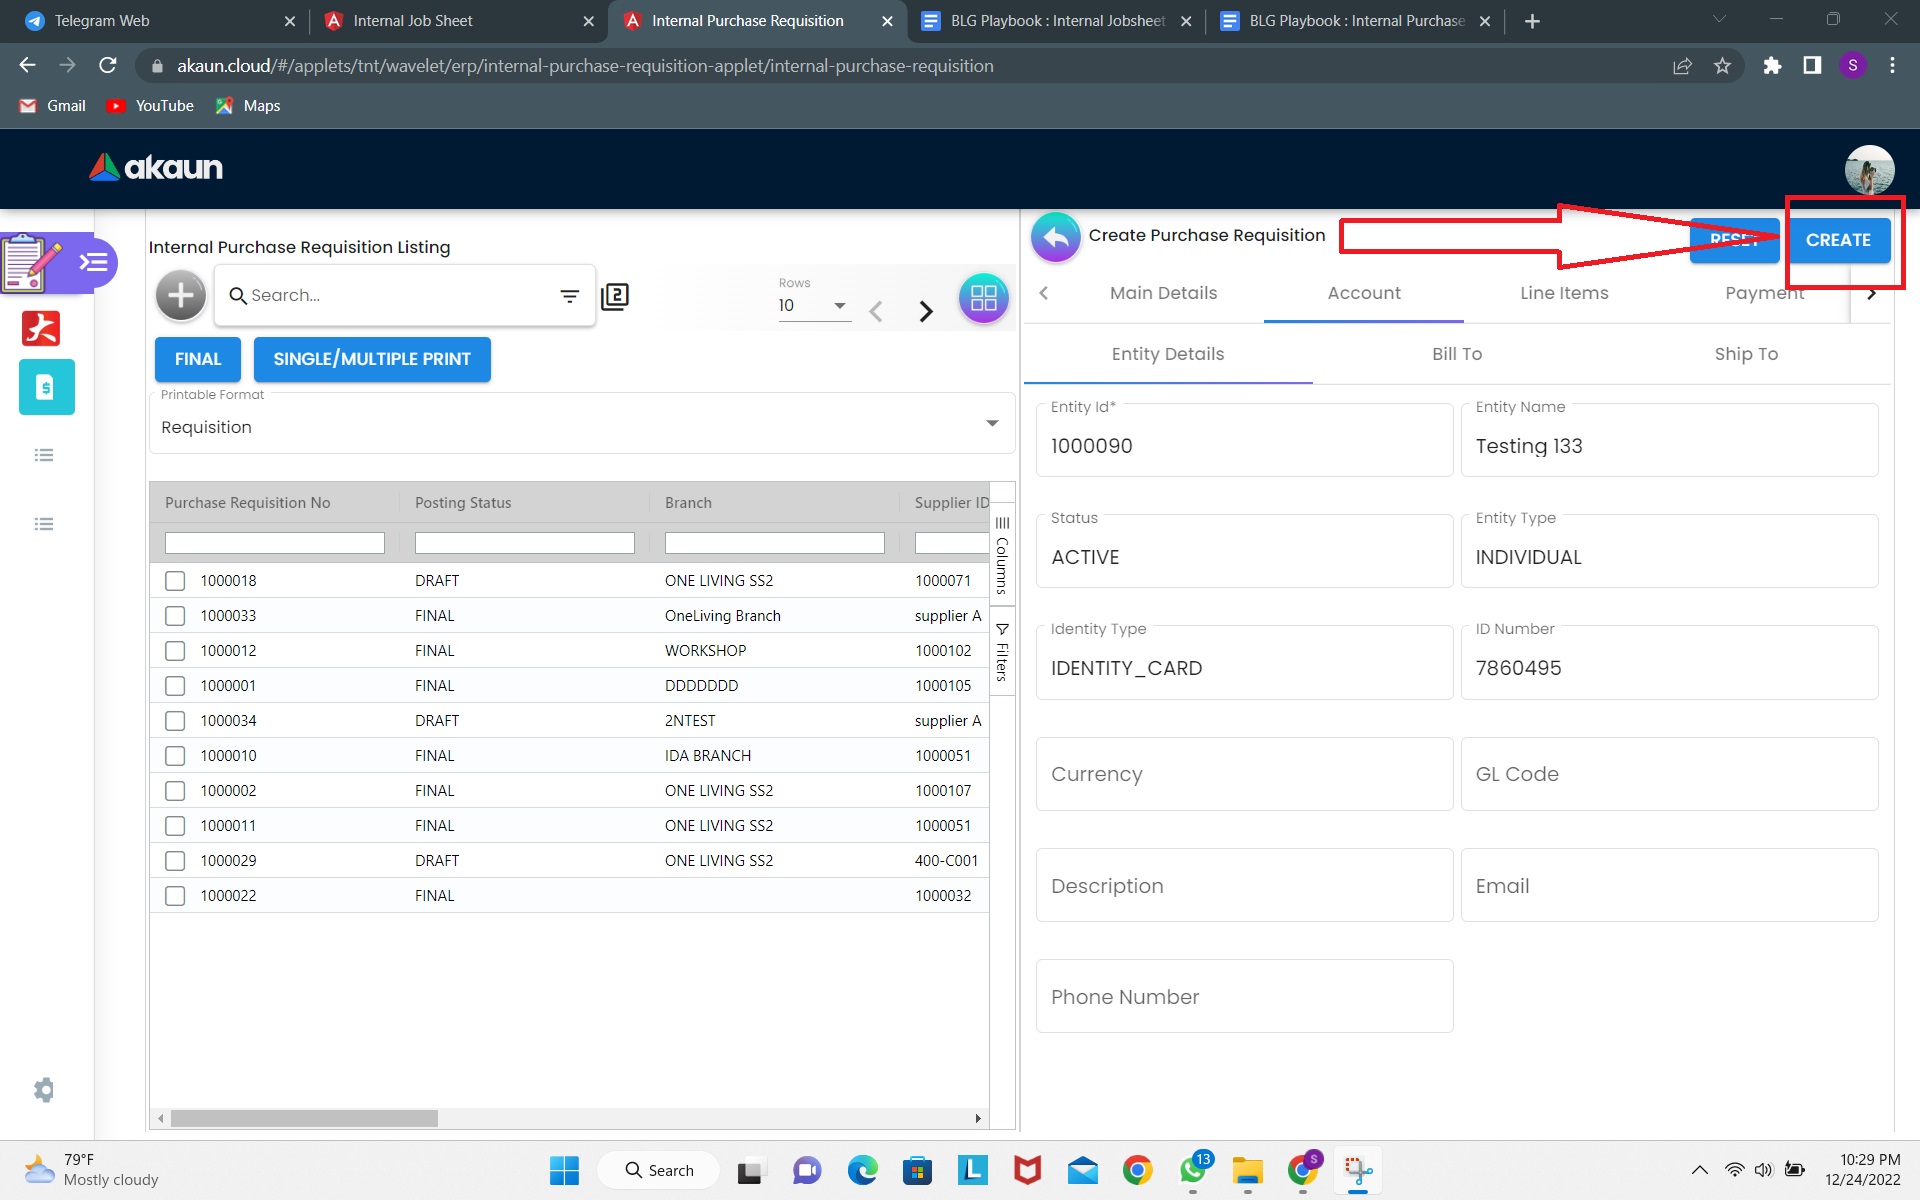 Telegram Web
Internal Job Sheet
Internal Purchase Requisition
BLG Playbook : Internal Jobsheet
BLG Playbook : Internal Purchase
akaun.cloud/#/applets/tnt/wavelet/erp/internal-purchase-requisition-applet/internal-purchase-requisition
S
Gmail
YouTube
Maps
akaun
Internal Purchase Requisition Listing
Search...
2
Rows
10
FINAL
SINGLE/MULTIPLE PRINT
Printable Format
Requisition
Purchase Requisition No Posting Status Branch Supplier ID
1000018 DRAFT ONE LIVING SS2 1000071
1000033 FINAL OneLiving Branch supplier A
1000012 FINAL WORKSHOP 1000102
1000001 FINAL DDDDDDD 1000105
1000034 DRAFT 2NTEST supplier A
1000010 FINAL IDA BRANCH 1000051
1000002 FINAL ONE LIVING SS2 1000107
1000011 FINAL ONE LIVING SS2 1000051
1000029 DRAFT ONE LIVING SS2 400-C001
1000022 FINAL 1000032
Columns
Filters
Create Purchase Requisition
RESET
CREATE
Main Details Account Line Items Payment
Entity Details Bill To Ship To
Entity Id*
1000090
Entity Name
Testing 133
Status
ACTIVE
Entity Type
INDIVIDUAL
Identity Type
IDENTITY_CARD
ID Number
7860495
Currency
GL Code
Description
Email
Phone Number
79°F
Mostly cloudy
Search
L
13
S
10:29 PM
12/24/2022